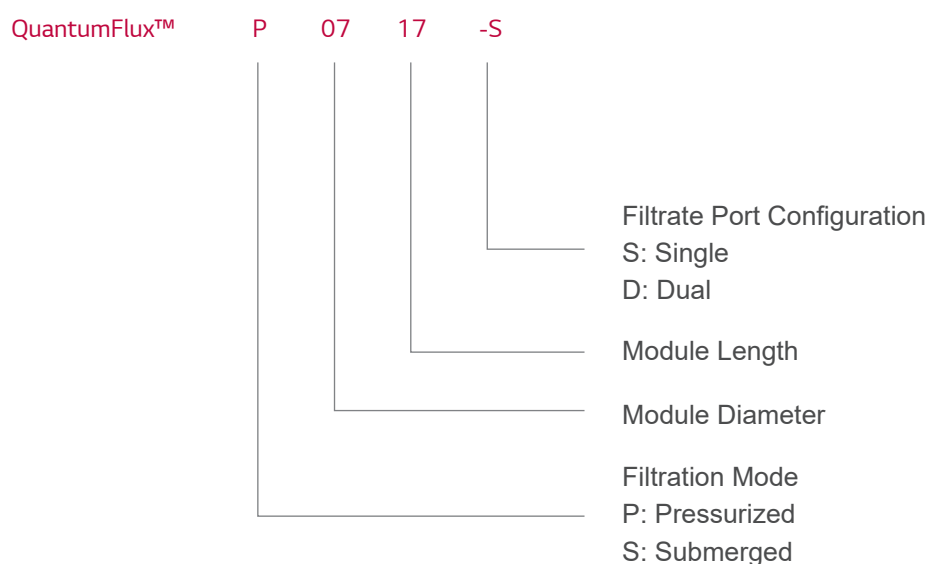 QuantumFlux™ P 07 17 -S
Filtrate Port Configuration
S: Single
D: Dual
Module Length
Module Diameter
Filtration Mode
P: Pressurized
S: Submerged